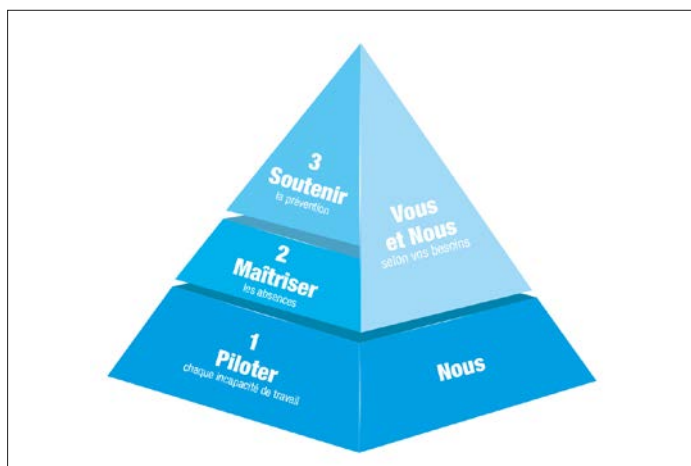 3
Soutenir
la prévention
Vous
et Nous
selon vos besoins
2
Maîtriser
les absences
1
Piloter
chaque incapacité de travail
Nous